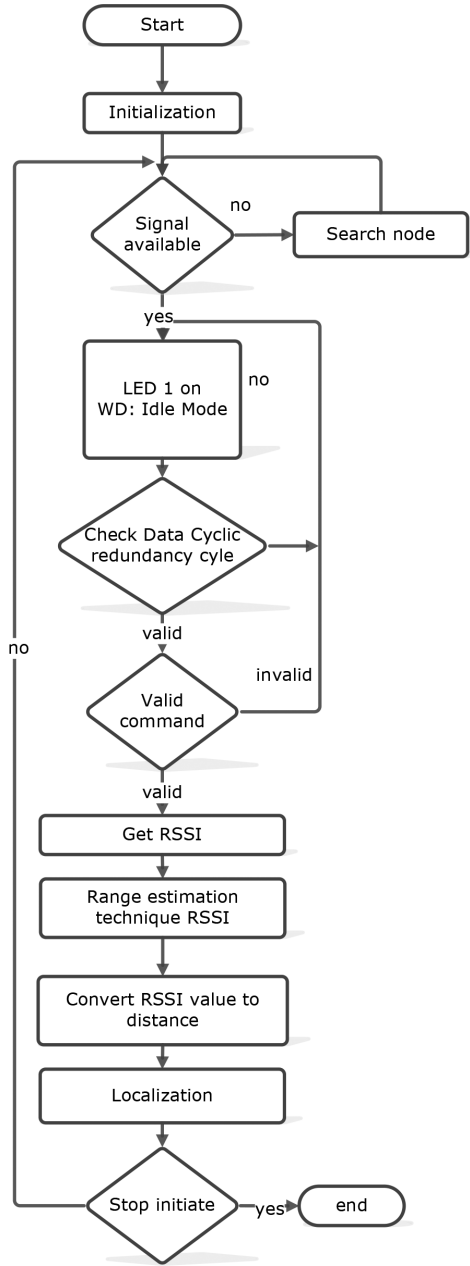 Start
Initialization
no
Signal
available
Search node
yes
LED 1 on
WD: Idle Mode
no
Check Data Cyclic
redundancy cyle
valid
no
invalid
Valid
command
valid
Get RSSI
Range estimation
technique RSSI
Convert RSSI value to
distance
Localization
Stop initiate
yes
end